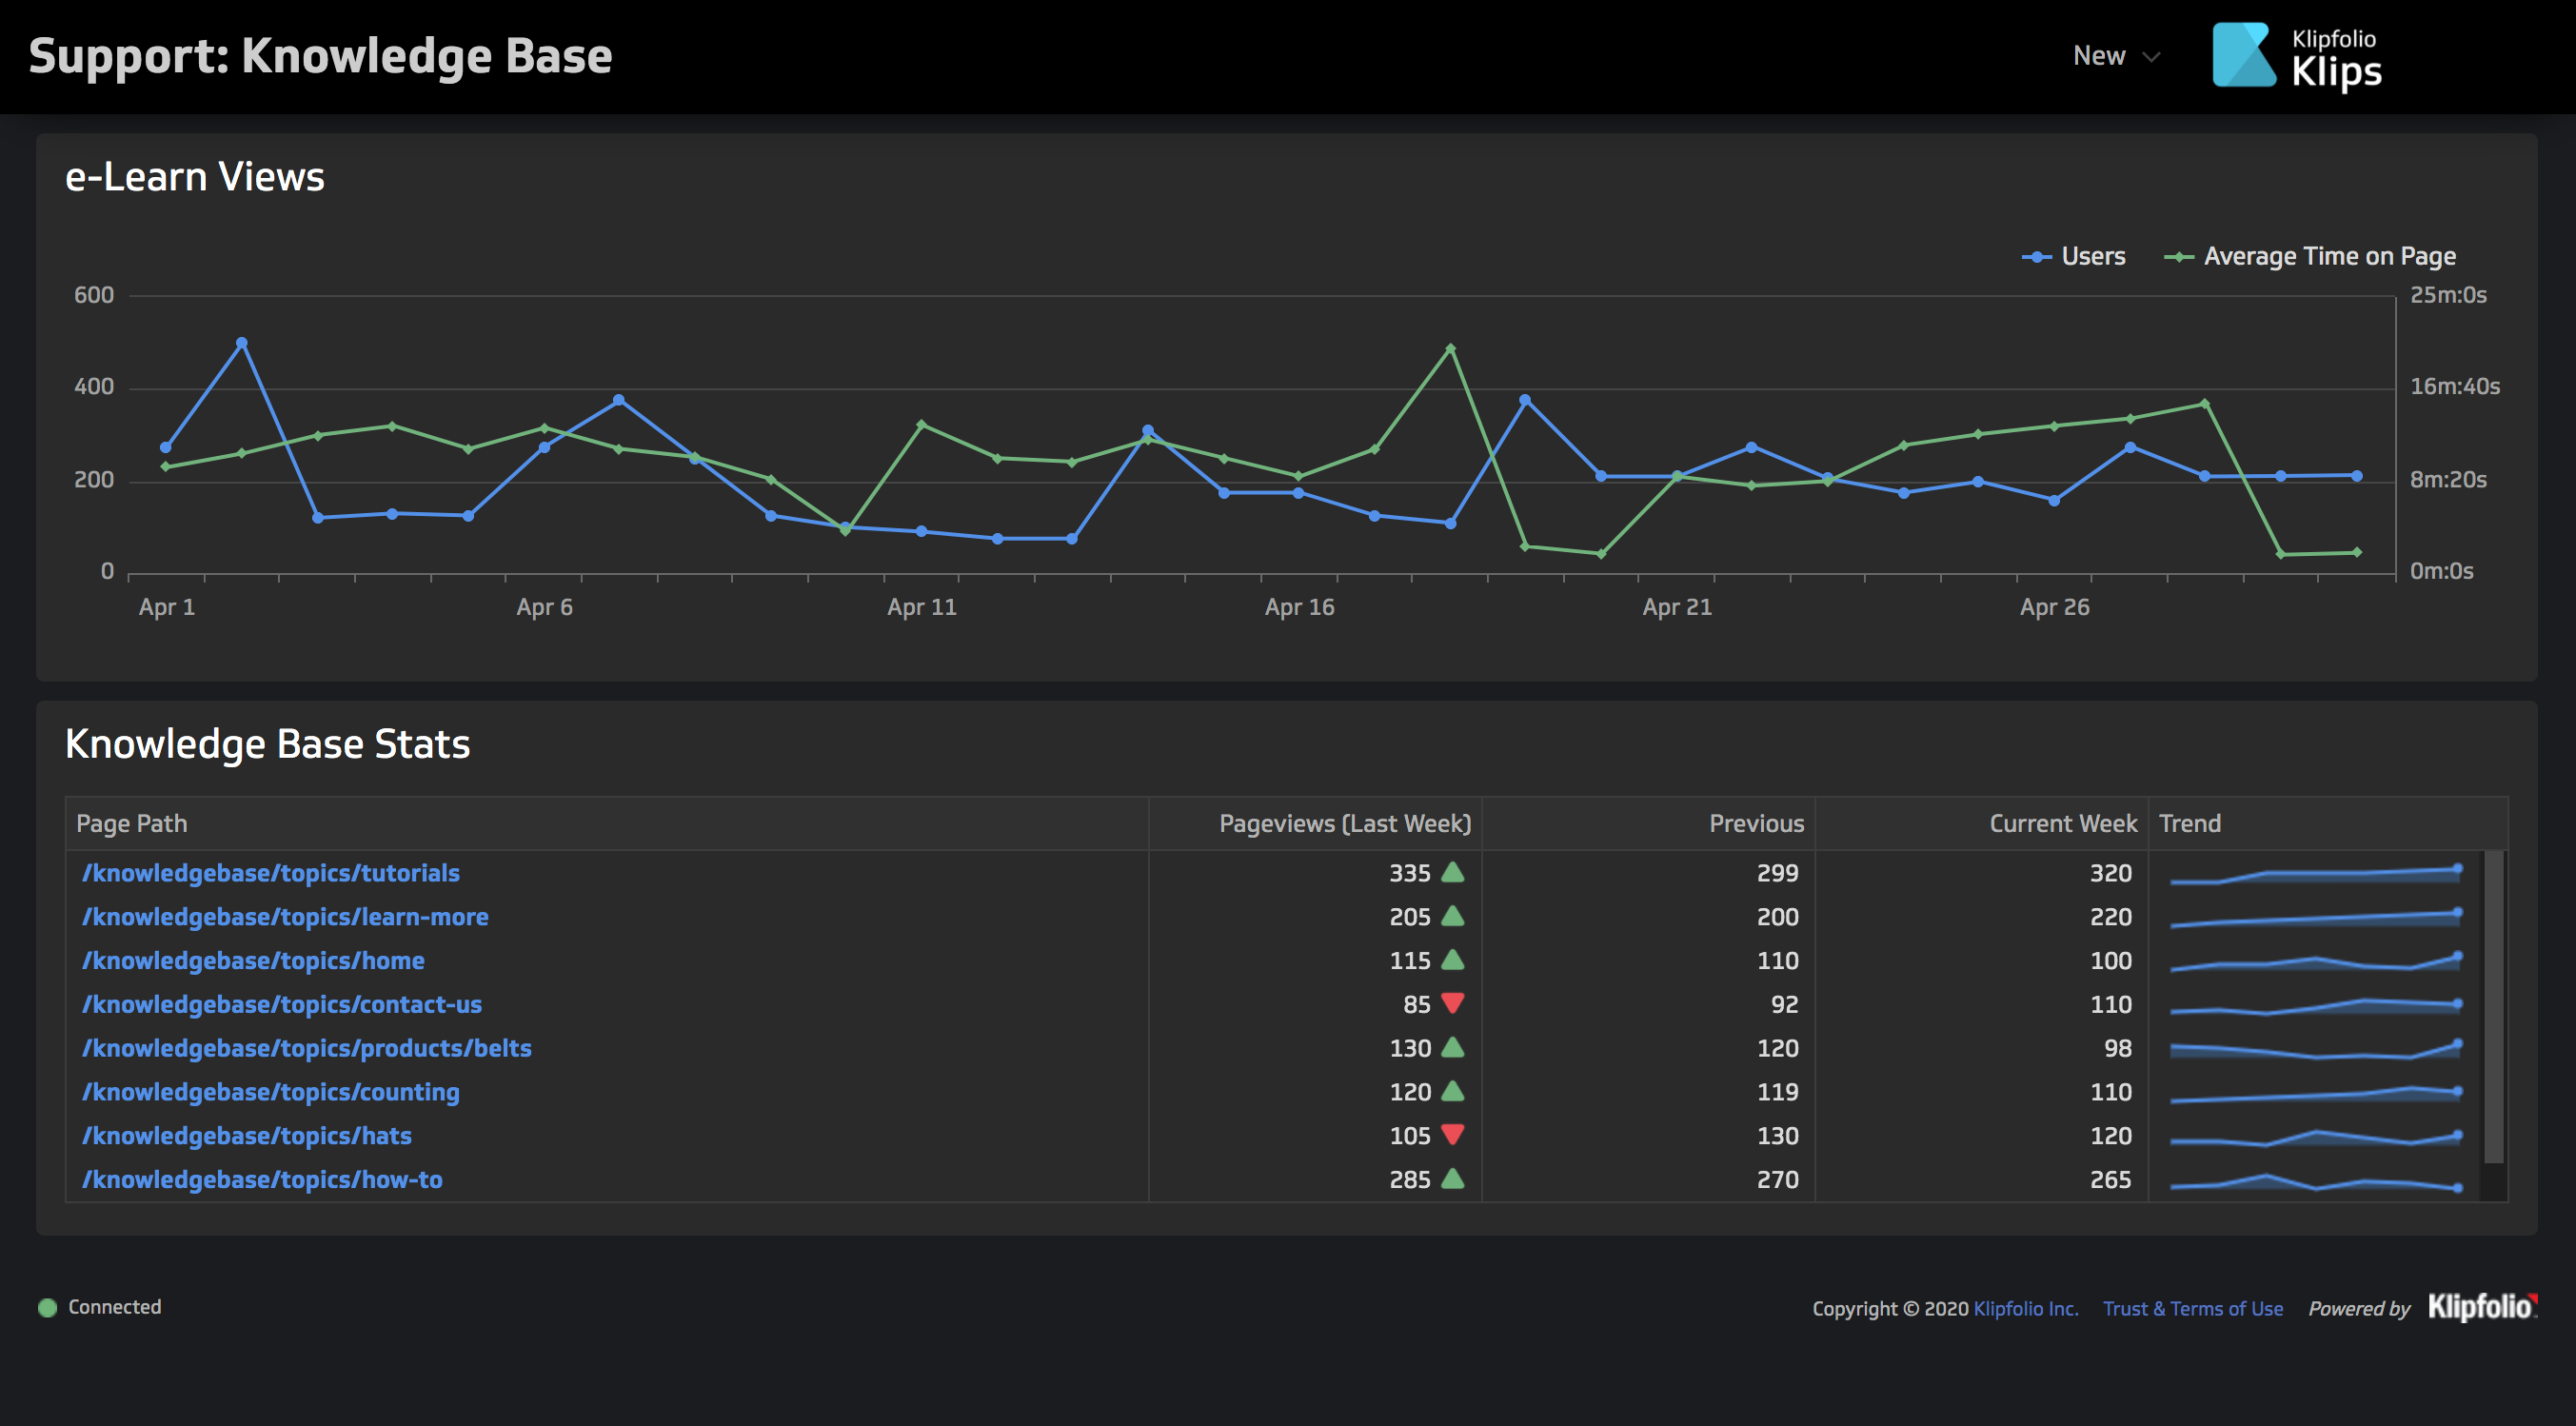 Support: Knowledge Base
New
Klipfolio
Klips
e-Learn Views
Users Average Time on Page
600 25m:0s
400 16m:40s
200 8m:20s
0 0m:0s
Apr 1 Apr 6 Apr 11 Apr 16 Apr 21 Apr 26
Knowledge Base Stats
Page Path Pageviews (Last Week) Previous Current Week Trend
/knowledgebase/topics/tutorials 335 299 320
/knowledgebase/topics/learn-more 205 200 220
/knowledgebase/topics/home 115 110 100
/knowledgebase/topics/contact-us 85 92 110
/knowledgebase/topics/products/belts 130 120 98
/knowledgebase/topics/counting 120 119 110
/knowledgebase/topics/hats 105 130 120
/knowledgebase/topics/how-to 285 270 265
Connected
Copyright © 2020 Klipfolio Inc. Trust & Terms of Use Powered by Klipfolio